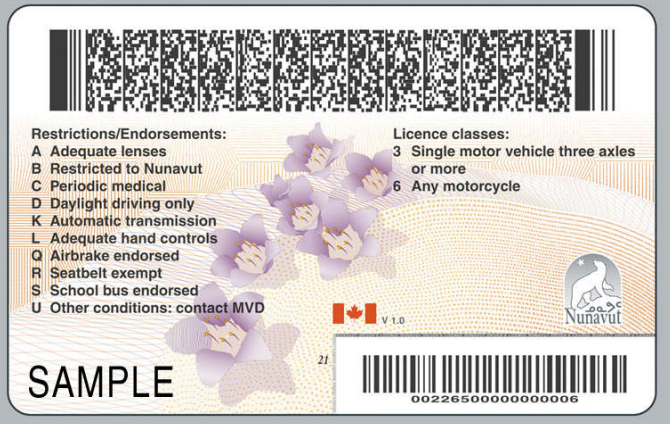 Restrictions/Endorsements:
A Adequate lenses
B Restricted to Nunavut
C Periodic medical
D Daylight driving only
K Automatic transmission
L Adequate hand controls
Q Airbrake endorsed
R Seatbelt exempt
S School bus endorsed
U Other conditions: contact MVD
Licence classes:
3 Single motor vehicle three axles
or more
6 Any motorcycle
ᓄᓇᕗᑦ
Nunavut
V 1.0
21
SAMPLE
00226500000000006